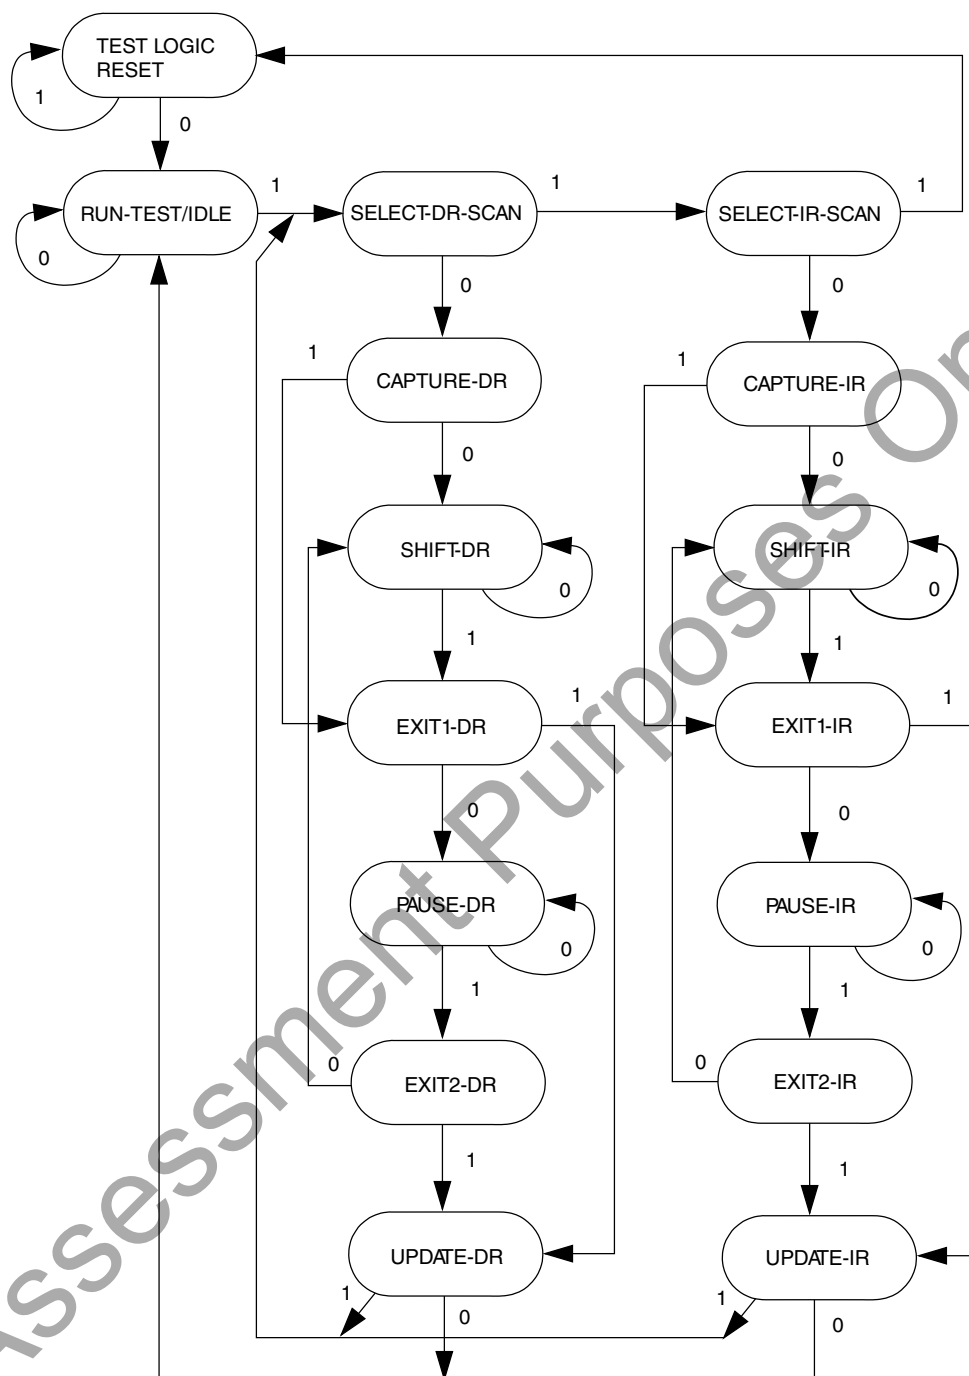 TEST LOGIC
RESET
1
0
RUN-TEST/IDLE
1
0
SELECT-DR-SCAN
1
SELECT-IR-SCAN
1
0
0
1
CAPTURE-DR
0
1
CAPTURE-IR
0
SHIFT-DR
0
1
SHIFT-IR
0
1
EXIT1-DR
1
0
EXIT1-IR
1
0
PAUSE-DR
0
1
PAUSE-IR
0
1
0
EXIT2-DR
1
0
EXIT2-IR
1
UPDATE-DR
1
0
UPDATE-IR
1
0
Assessment Purposes